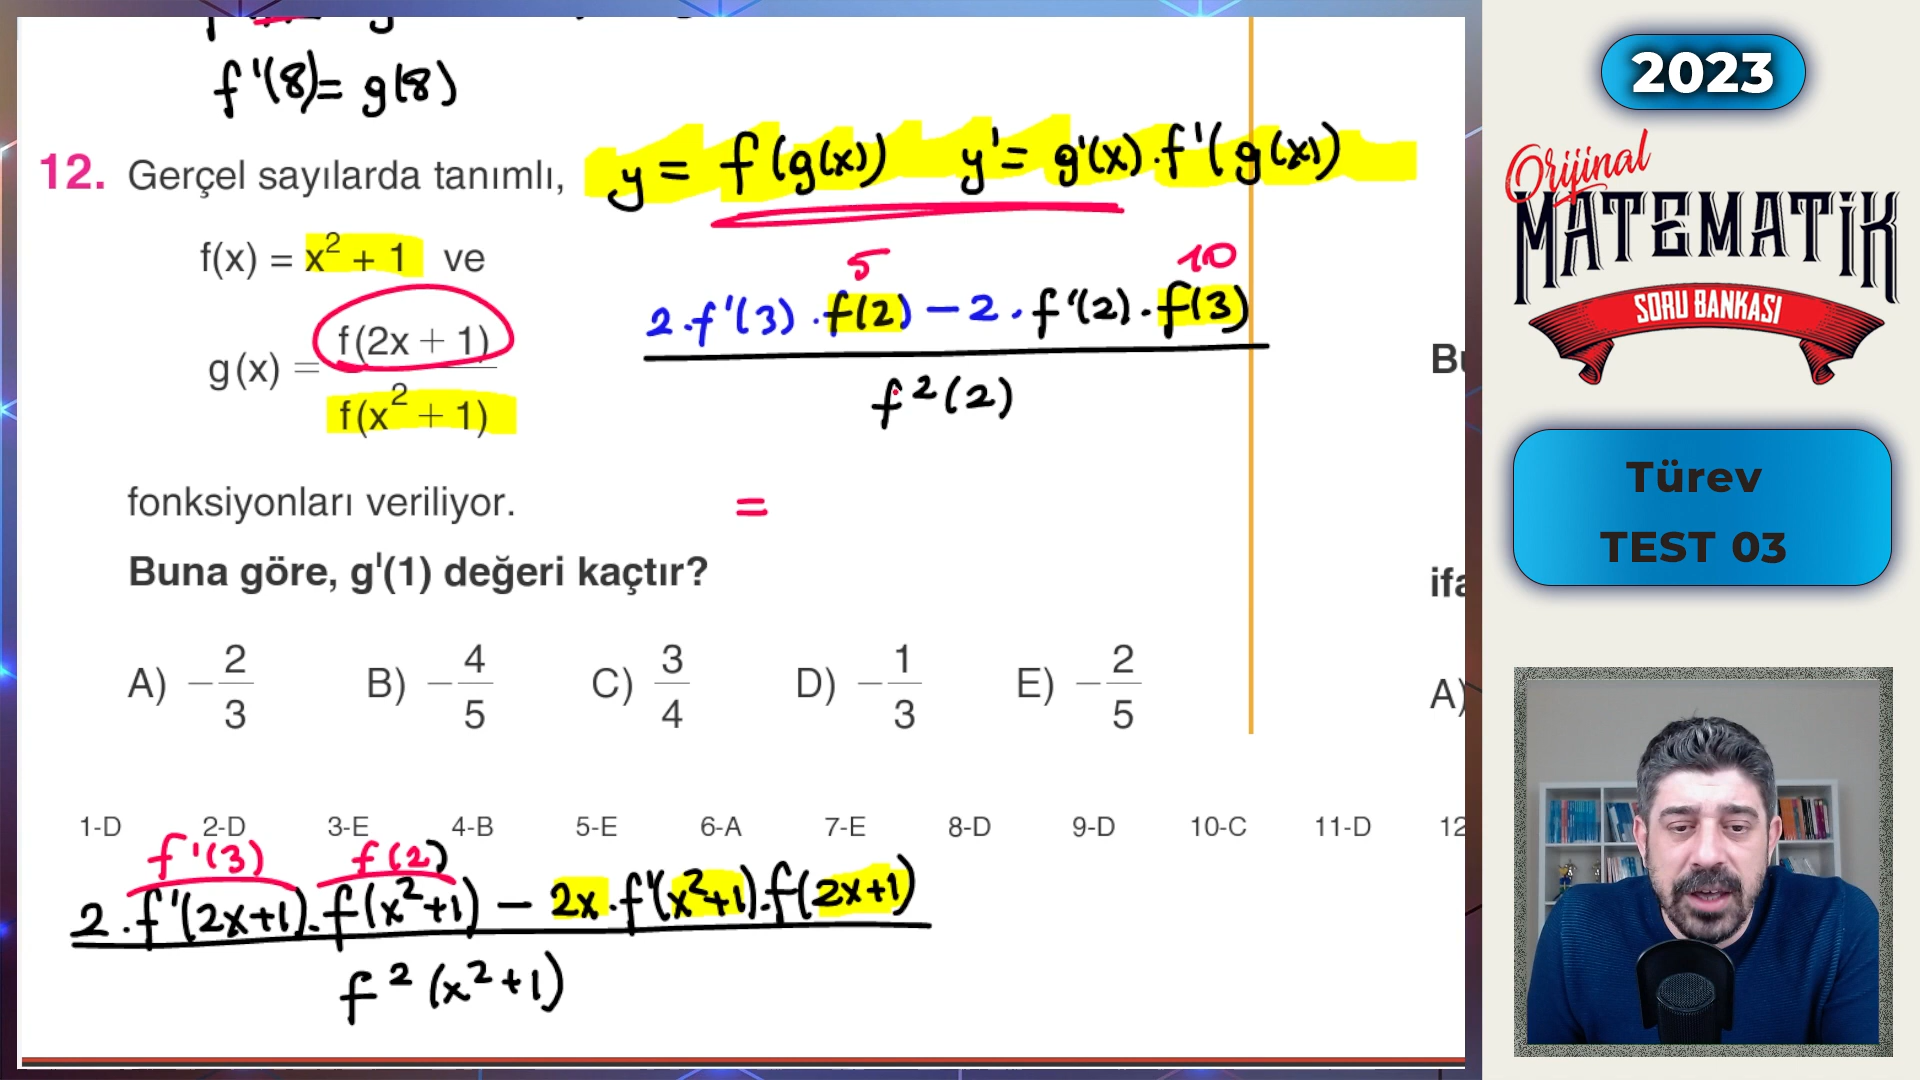 f'(8)= g(8)
12. Gerçel sayılarda tanımlı,
y = f(g(x)) y'= g'(x).f'(g(x))
f(x) = x² + 1 ve
g(x) = f(2x + 1) / f(x² + 1)
5 10
2.f'(3).f(2) - 2.f'(2).f(3)
f²(2)
fonksiyonları veriliyor.
=
Buna göre, g'(1) değeri kaçtır?
A) -2/3 B) -4/5 C) 3/4 D) -1/3 E) -2/5
1-D 2-D 3-E 4-B 5-E 6-A 7-E 8-D 9-D 10-C 11-D 12
f'(3) f(2)
2.f'(2x+1).f(x²+1) - 2x.f'(x²+1).f(2x+1)
f²(x²+1)
A)
2023
Orijinal
MATEMATiK
SORU BANKASI
Türev
TEST 03